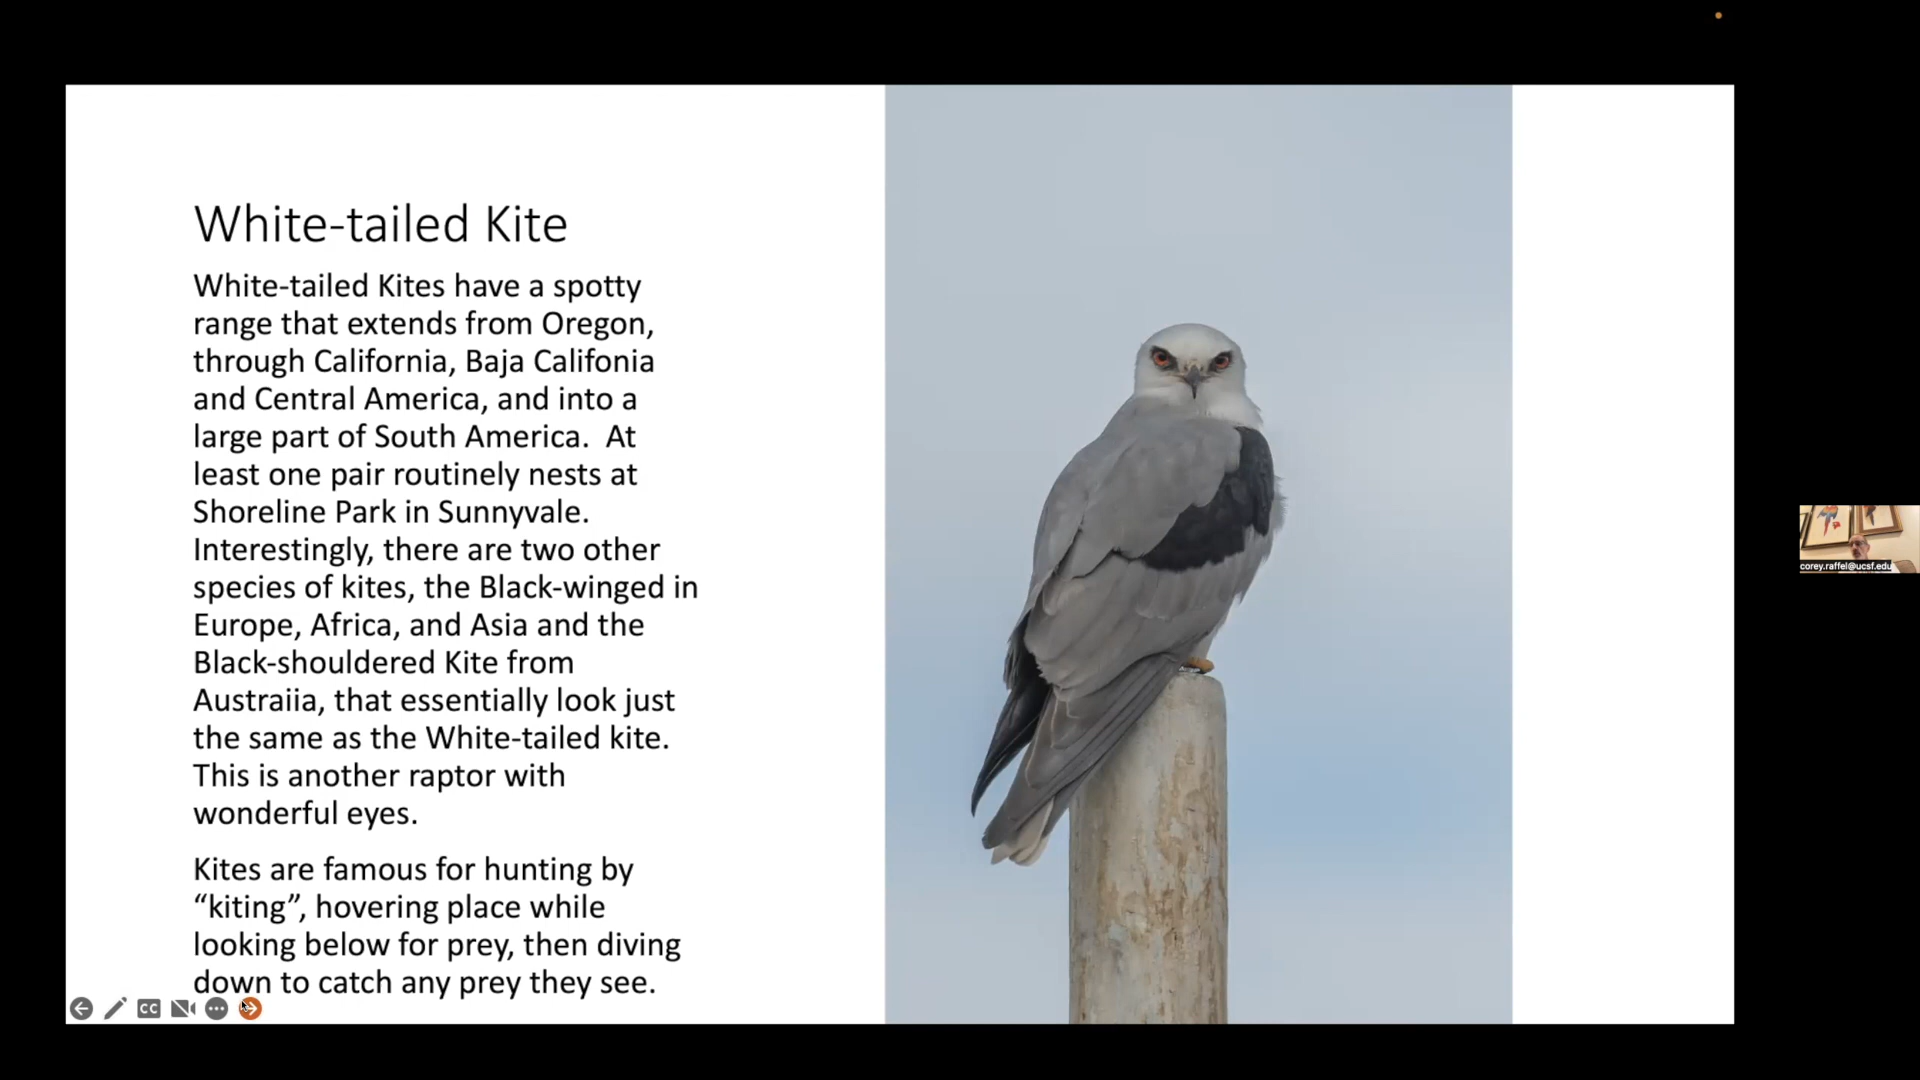 White-tailed Kite
White-tailed Kites have a spotty
range that extends from Oregon,
through California, Baja Califonia
and Central America, and into a
large part of South America.  At
least one pair routinely nests at
Shoreline Park in Sunnyvale.
Interestingly, there are two other
species of kites, the Black-winged in
Europe, Africa, and Asia and the
Black-shouldered Kite from
Austraiia, that essentially look just
the same as the White-tailed kite.
This is another raptor with
wonderful eyes.
Kites are famous for hunting by
“kiting”, hovering place while
looking below for prey, then diving
down to catch any prey they see.
CC
corey.raffel@ucsf.edu